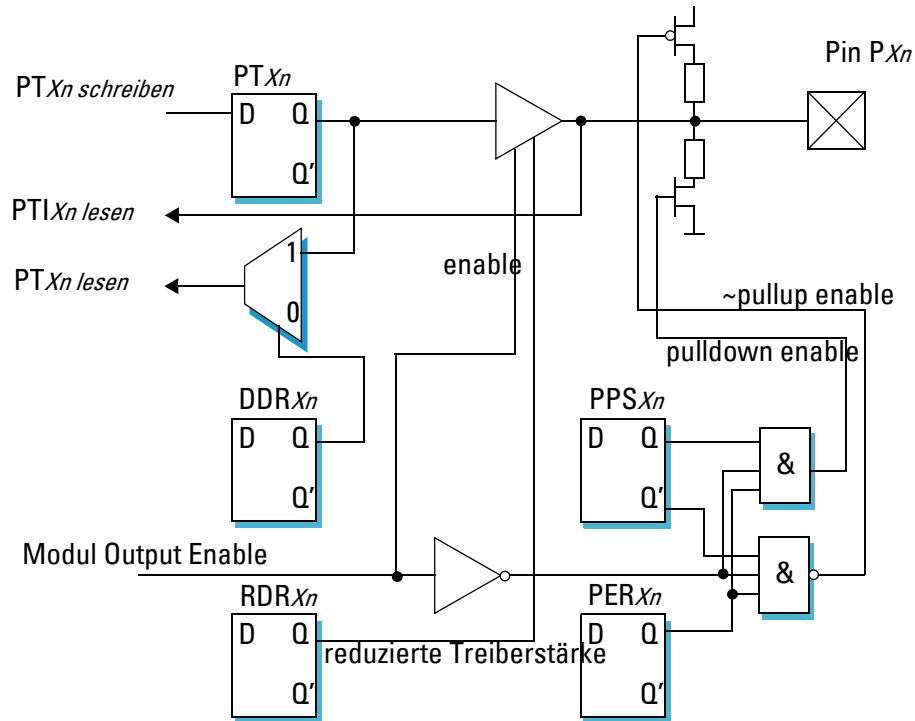 PTXn
Pin PXn
PTXn schreiben
D Q
Q'
PTIXn lesen
1
enable
PTXn lesen
0
~pullup enable
pulldown enable
DDRXn
D Q
Q'
PPSXn
D Q
Q'
&
Modul Output Enable
&
RDRXn
D Q
Q'
reduzierte Treiberstärke
PERXn
D Q
Q'